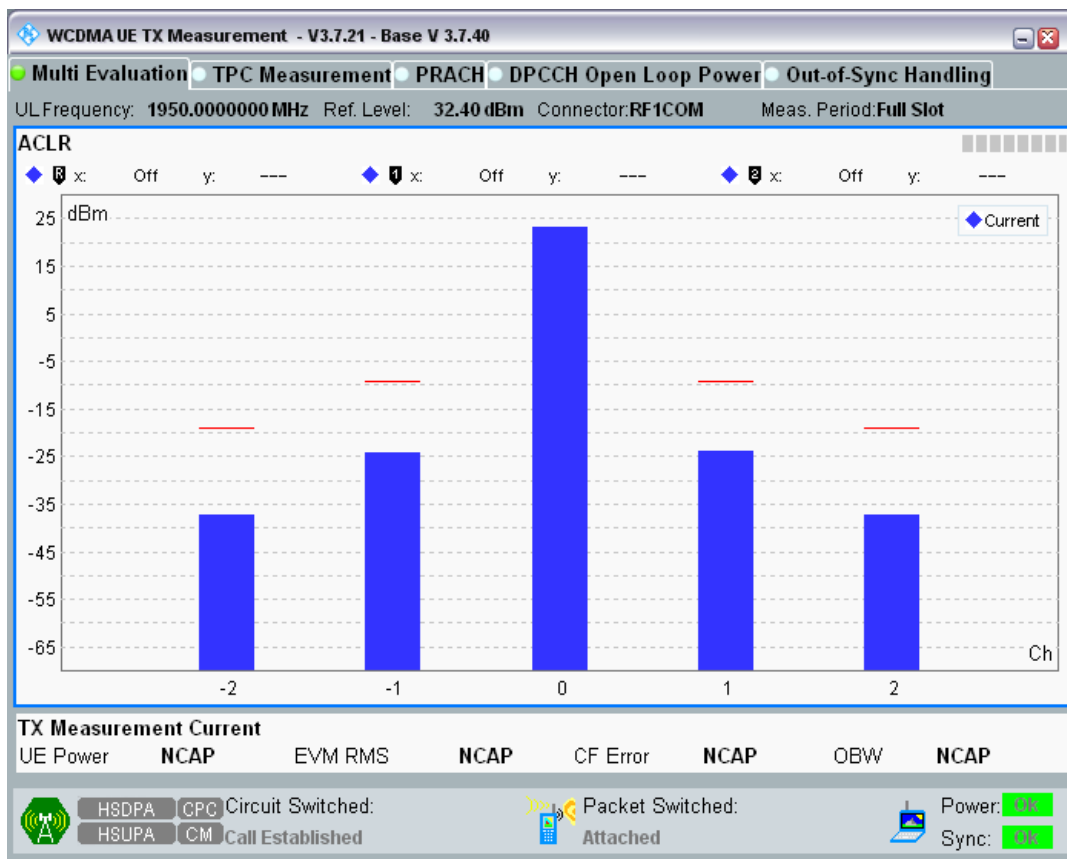 WCDMA UE TX Measurement - V3.7.21 - Base V 3.7.40
Multi Evaluation TPC Measurement PRACH DPCCH Open Loop Power Out-of-Sync Handling
UL Frequency: 1950.0000000 MHz Ref. Level: 32.40 dBm Connector:RF1COM Meas. Period:Full Slot
ACLR
R x: Off y: --- 1 x: Off y: --- 2 x: Off y: ---
dBm
Current
25
15
5
-5
-15
-25
-35
-45
-55
-65
Ch
-2 -1 0 1 2
TX Measurement Current
UE Power NCAP EVM RMS NCAP CF Error NCAP OBW NCAP
HSDPA CPC Circuit Switched: Packet Switched: Power: Ok
HSUPA CM Call Established Attached Sync: Ok